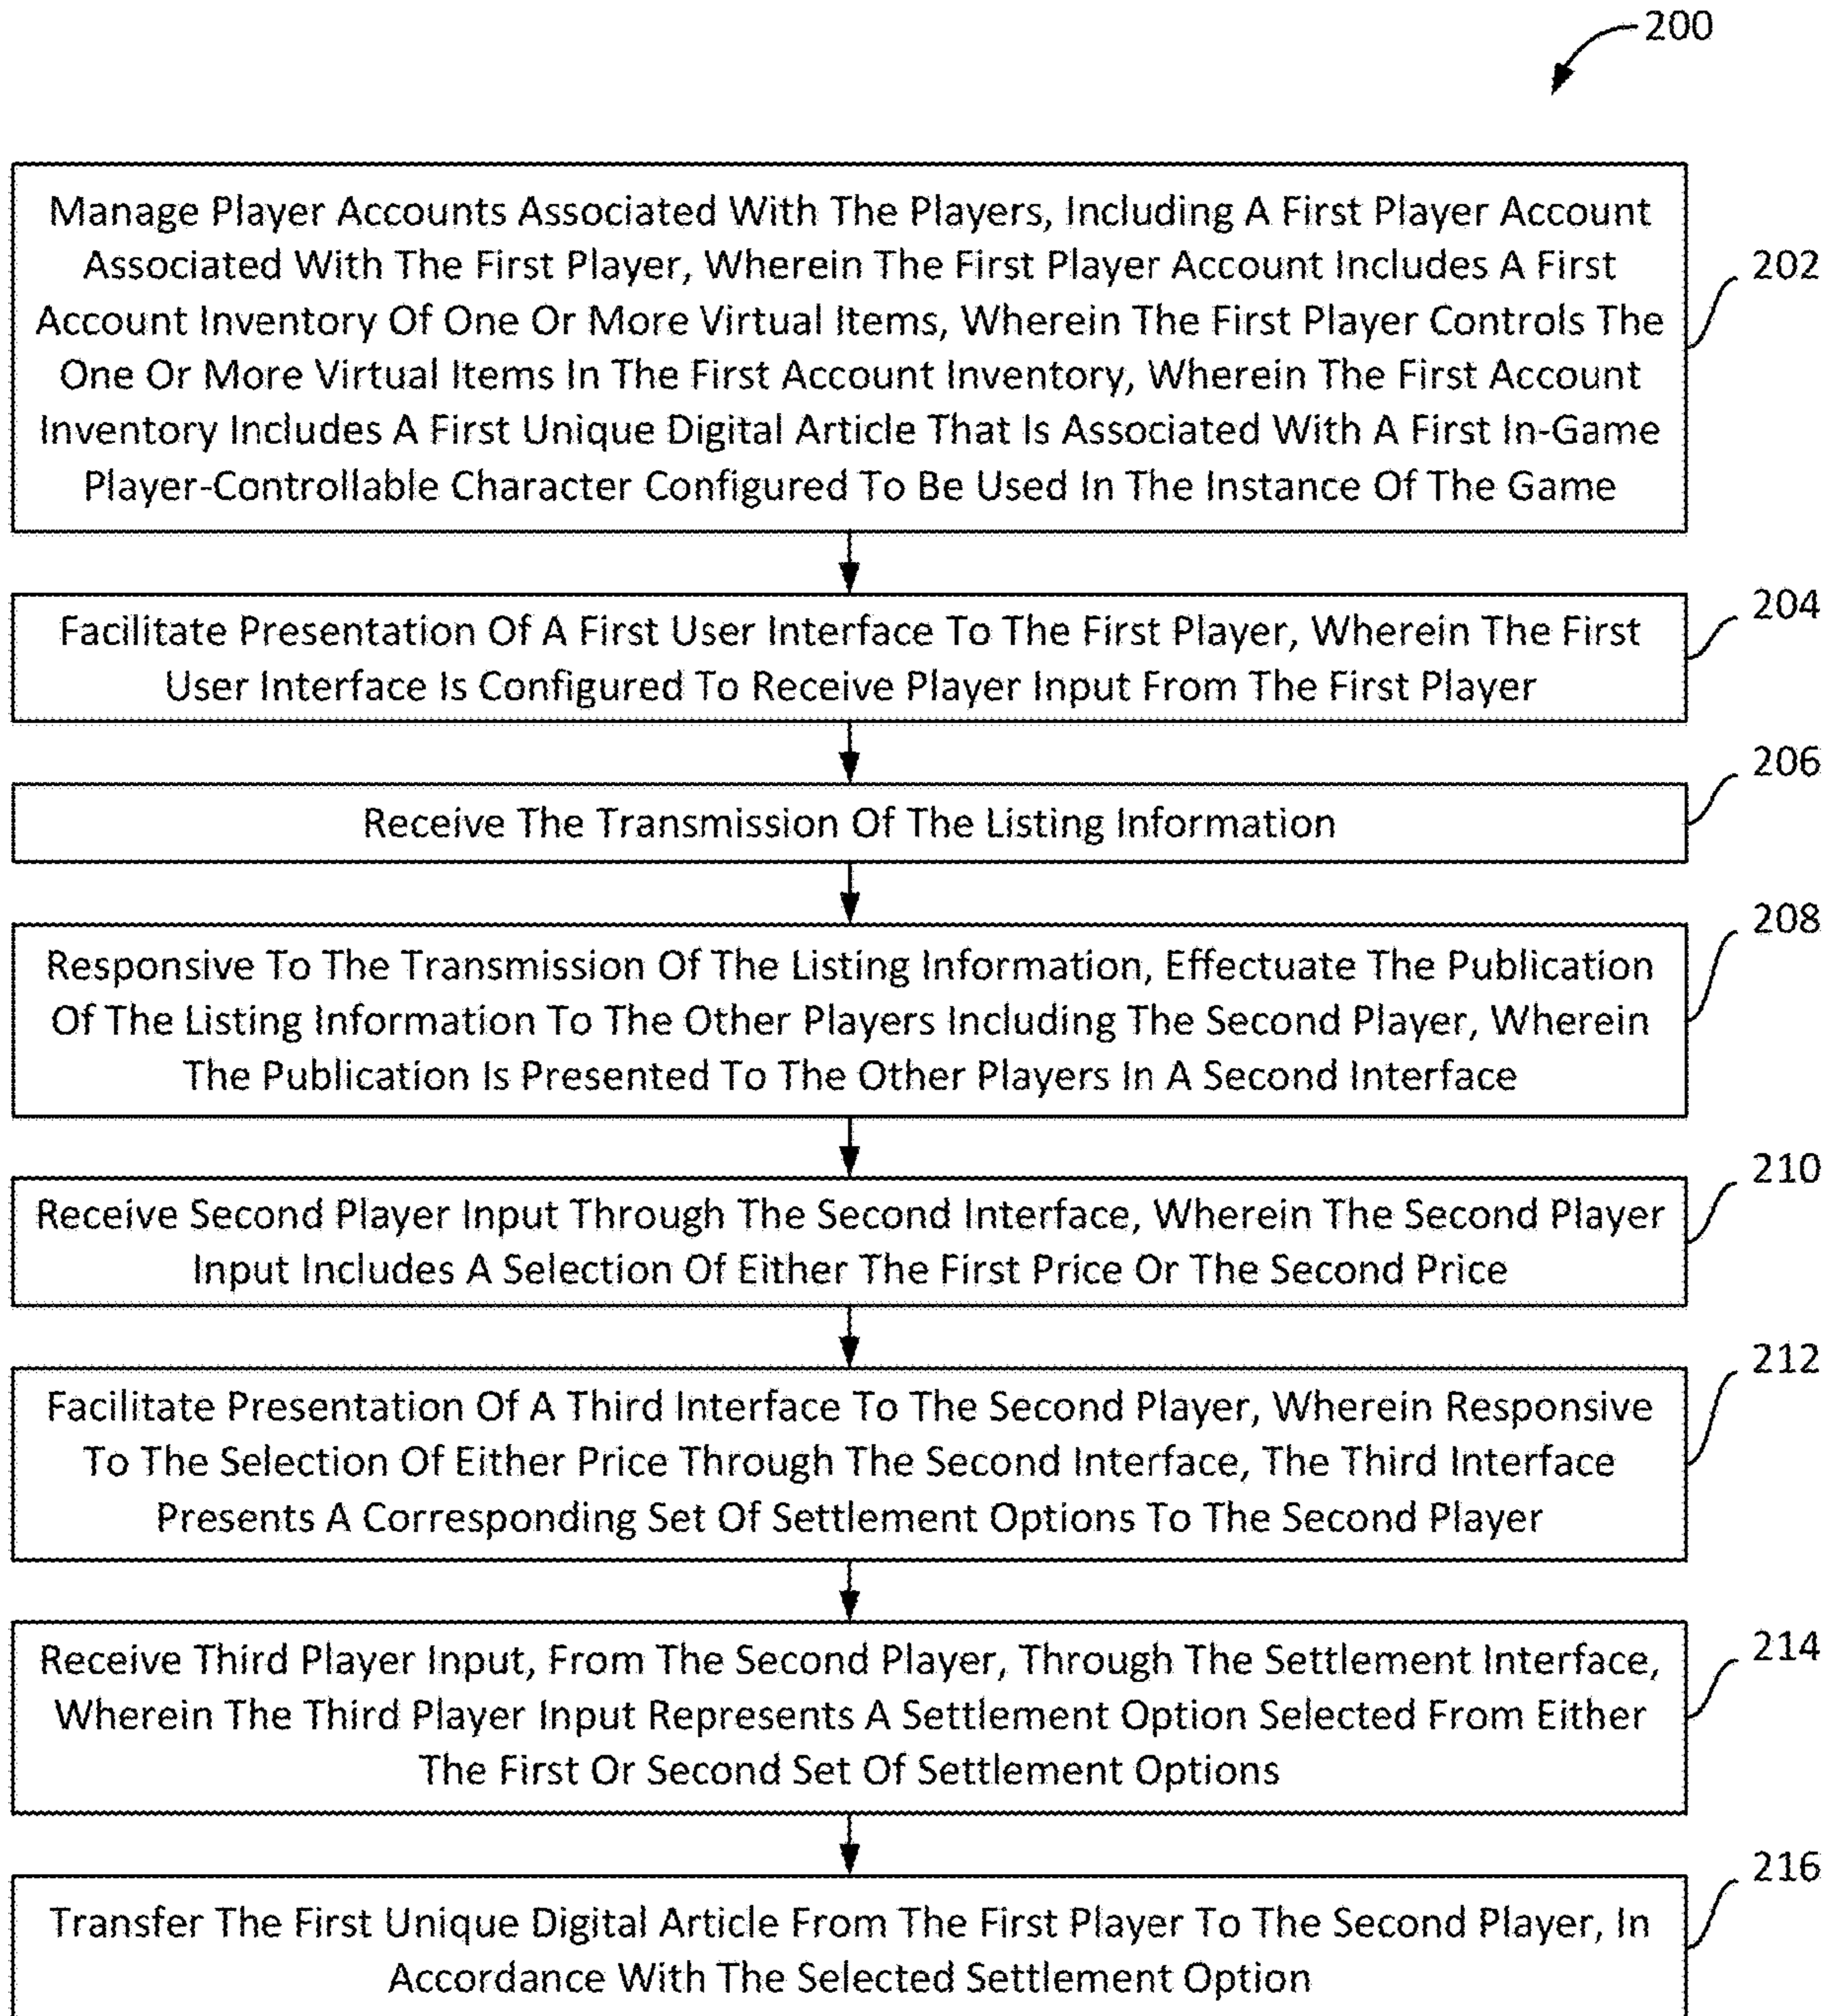 200
Manage Player Accounts Associated With The Players, Including A First Player Account
Associated With The First Player, Wherein The First Player Account Includes A First
Account Inventory Of One Or More Virtual Items, Wherein The First Player Controls The
One Or More Virtual Items In The First Account Inventory, Wherein The First Account
Inventory Includes A First Unique Digital Article That Is Associated With A First In-Game
Player-Controllable Character Configured To Be Used In The Instance Of The Game
202
Facilitate Presentation Of A First User Interface To The First Player, Wherein The First
User Interface Is Configured To Receive Player Input From The First Player
204
Receive The Transmission Of The Listing Information
206
Responsive To The Transmission Of The Listing Information, Effectuate The Publication
Of The Listing Information To The Other Players Including The Second Player, Wherein
The Publication Is Presented To The Other Players In A Second Interface
208
Receive Second Player Input Through The Second Interface, Wherein The Second Player
Input Includes A Selection Of Either The First Price Or The Second Price
210
Facilitate Presentation Of A Third Interface To The Second Player, Wherein Responsive
To The Selection Of Either Price Through The Second Interface, The Third Interface
Presents A Corresponding Set Of Settlement Options To The Second Player
212
Receive Third Player Input, From The Second Player, Through The Settlement Interface,
Wherein The Third Player Input Represents A Settlement Option Selected From Either
The First Or Second Set Of Settlement Options
214
Transfer The First Unique Digital Article From The First Player To The Second Player, In
Accordance With The Selected Settlement Option
216